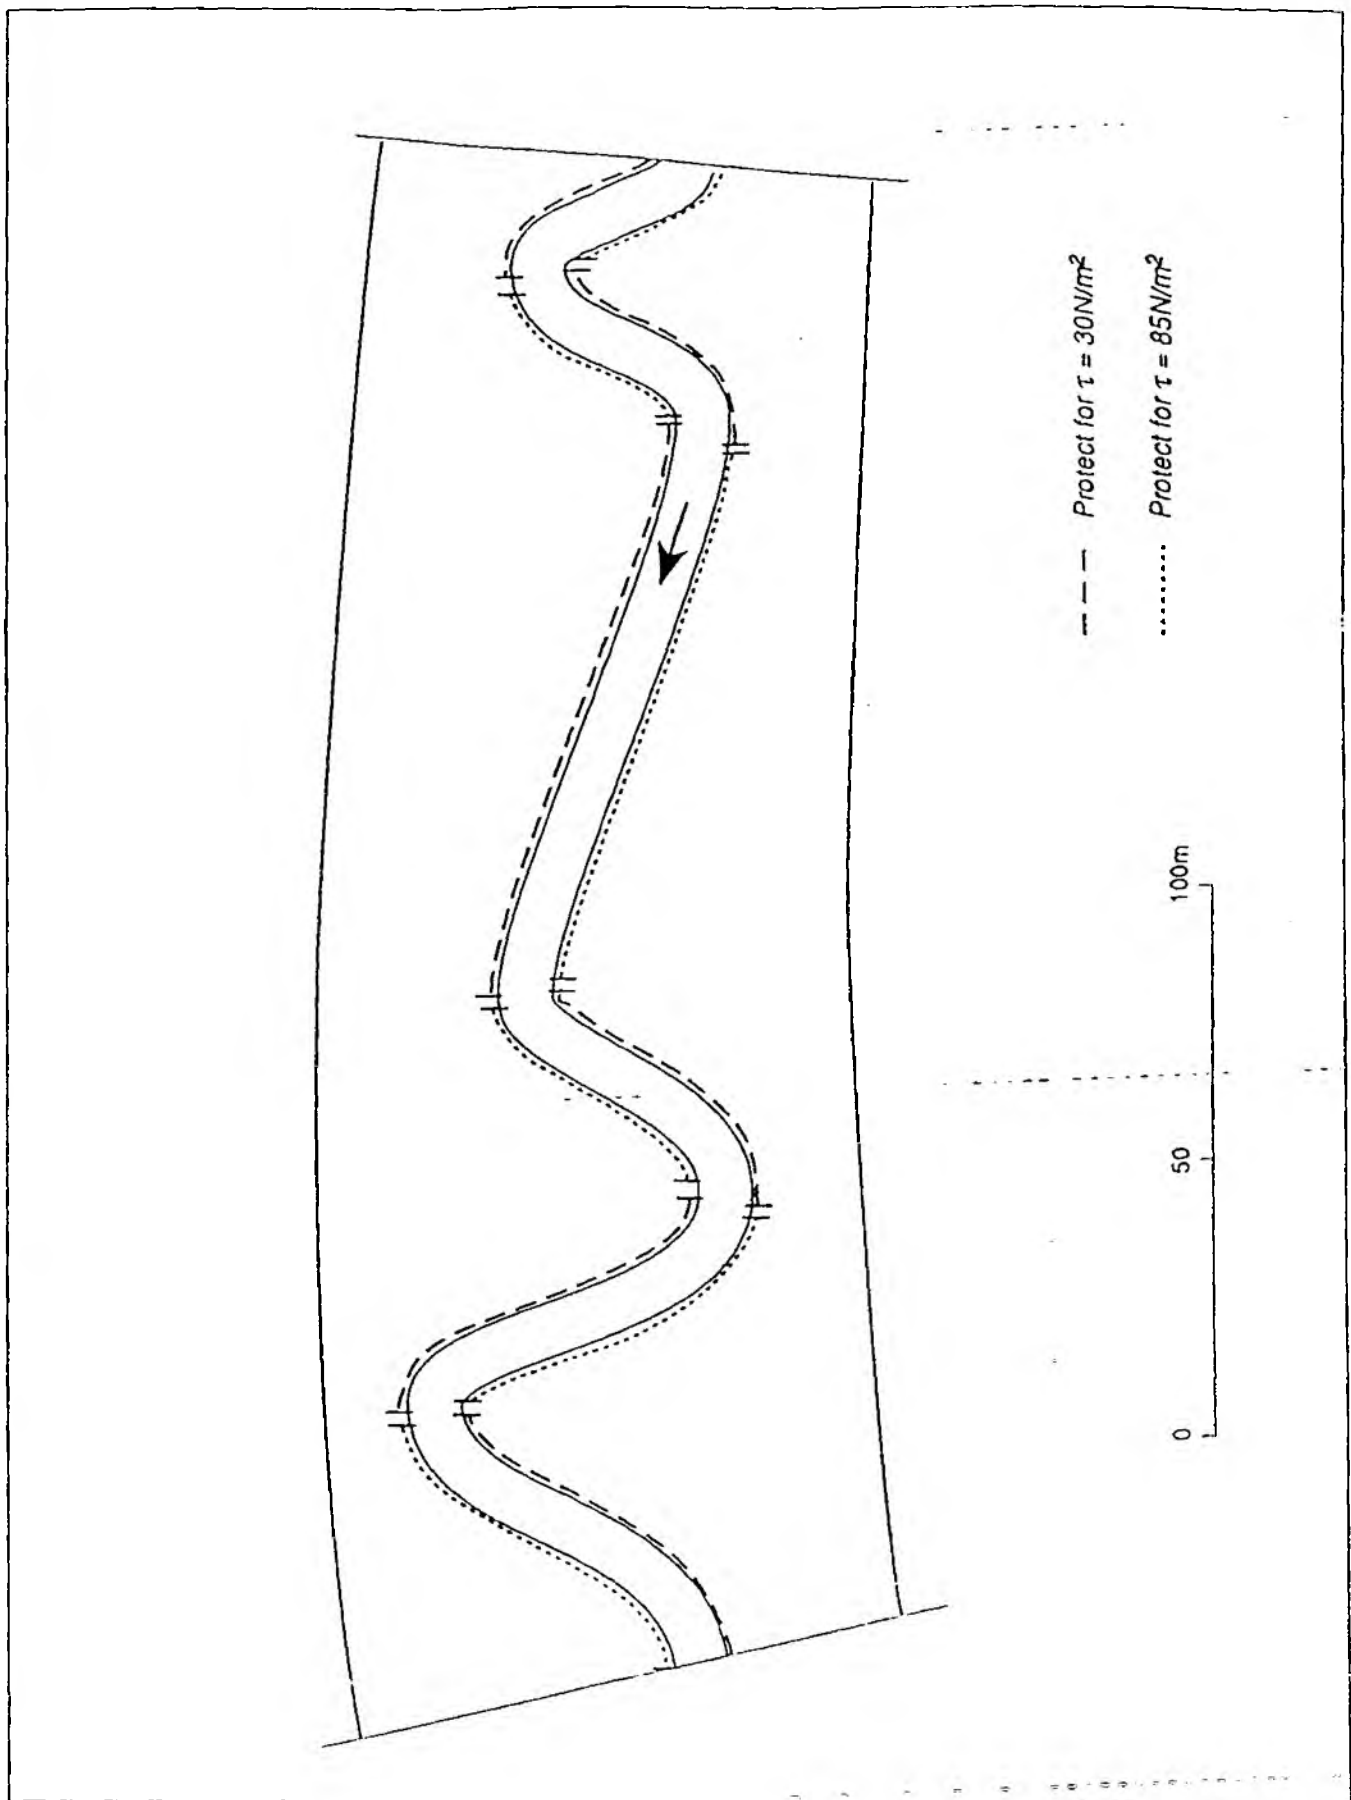 — — — Protect for τ = 30N/m²
········ Protect for τ = 85N/m²
0 50 100m